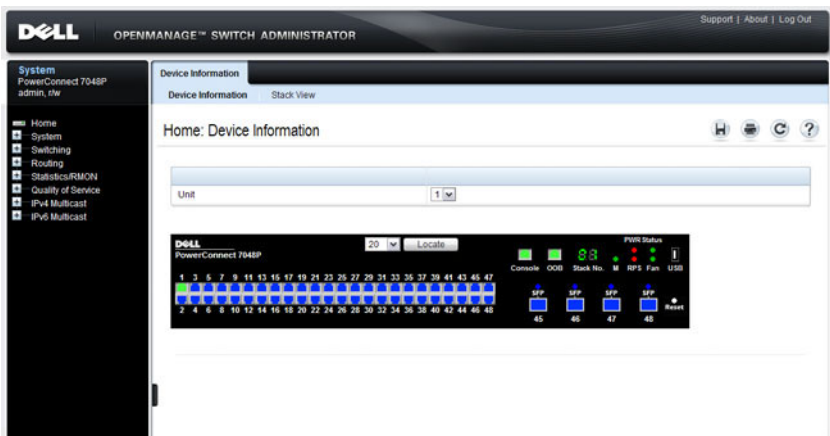 DELL OPENMANAGE™ SWITCH ADMINISTRATOR
Support | About | Log Out
System
PowerConnect 7048P
admin, r/w
Home
System
Switching
Routing
Statistics/RMON
Quality of Service
IPv4 Multicast
IPv6 Multicast
Device Information
Device Information Stack View
Home: Device Information
Unit 1
DELL
PowerConnect 7048P
20 Locate
PWR Status
Console OOB Stack No. M RPS Fan USB
1 3 5 7 9 11 13 15 17 19 21 23 25 27 29 31 33 35 37 39 41 43 45 47
2 4 6 8 10 12 14 16 18 20 22 24 26 28 30 32 34 36 38 40 42 44 46 48
SFP SFP SFP SFP
45 46 47 48
Reset